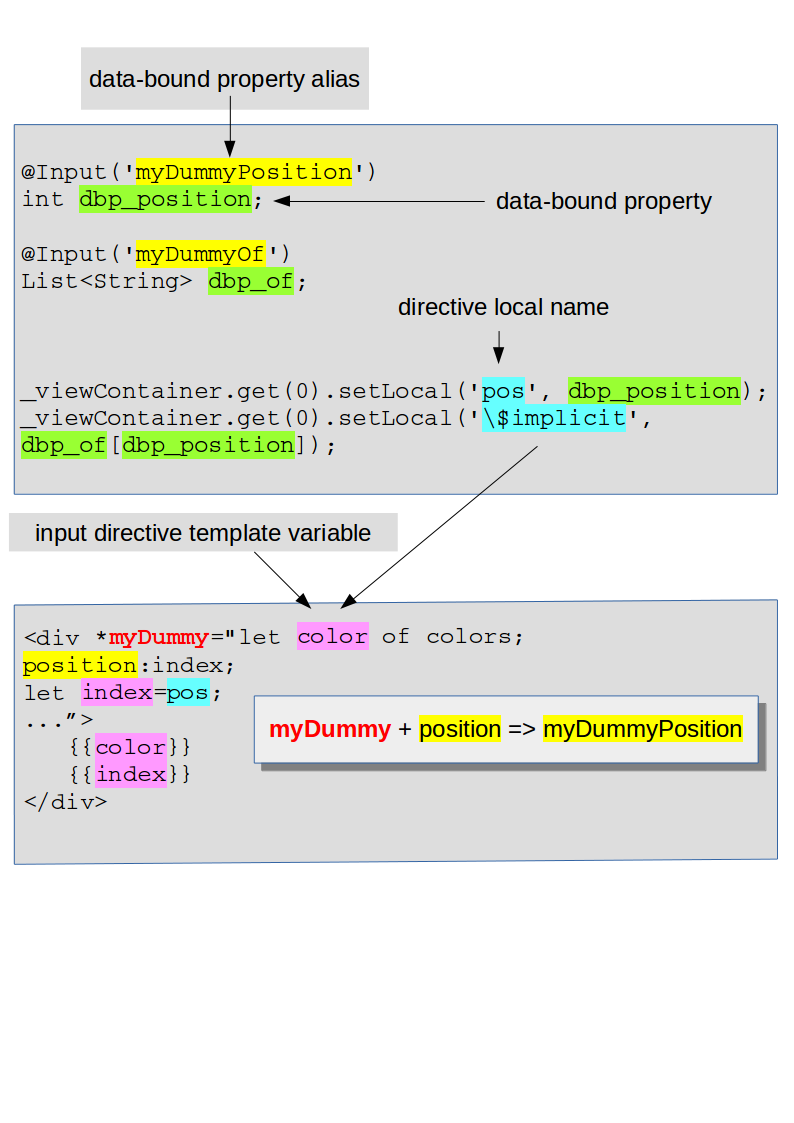 data-bound property alias
@Input('myDummyPosition')
int dbp_position;
data-bound property
@Input('myDummyOf')
List<String> dbp_of;
directive local name
_viewContainer.get(0).setLocal('pos', dbp_position);
_viewContainer.get(0).setLocal('\$implicit',
dbp_of[dbp_position]);
input directive template variable
<div *myDummy="let color of colors;
position:index;
let index=pos;
...”>
{{color}}
{{index}}
</div>
myDummy + position => myDummyPosition